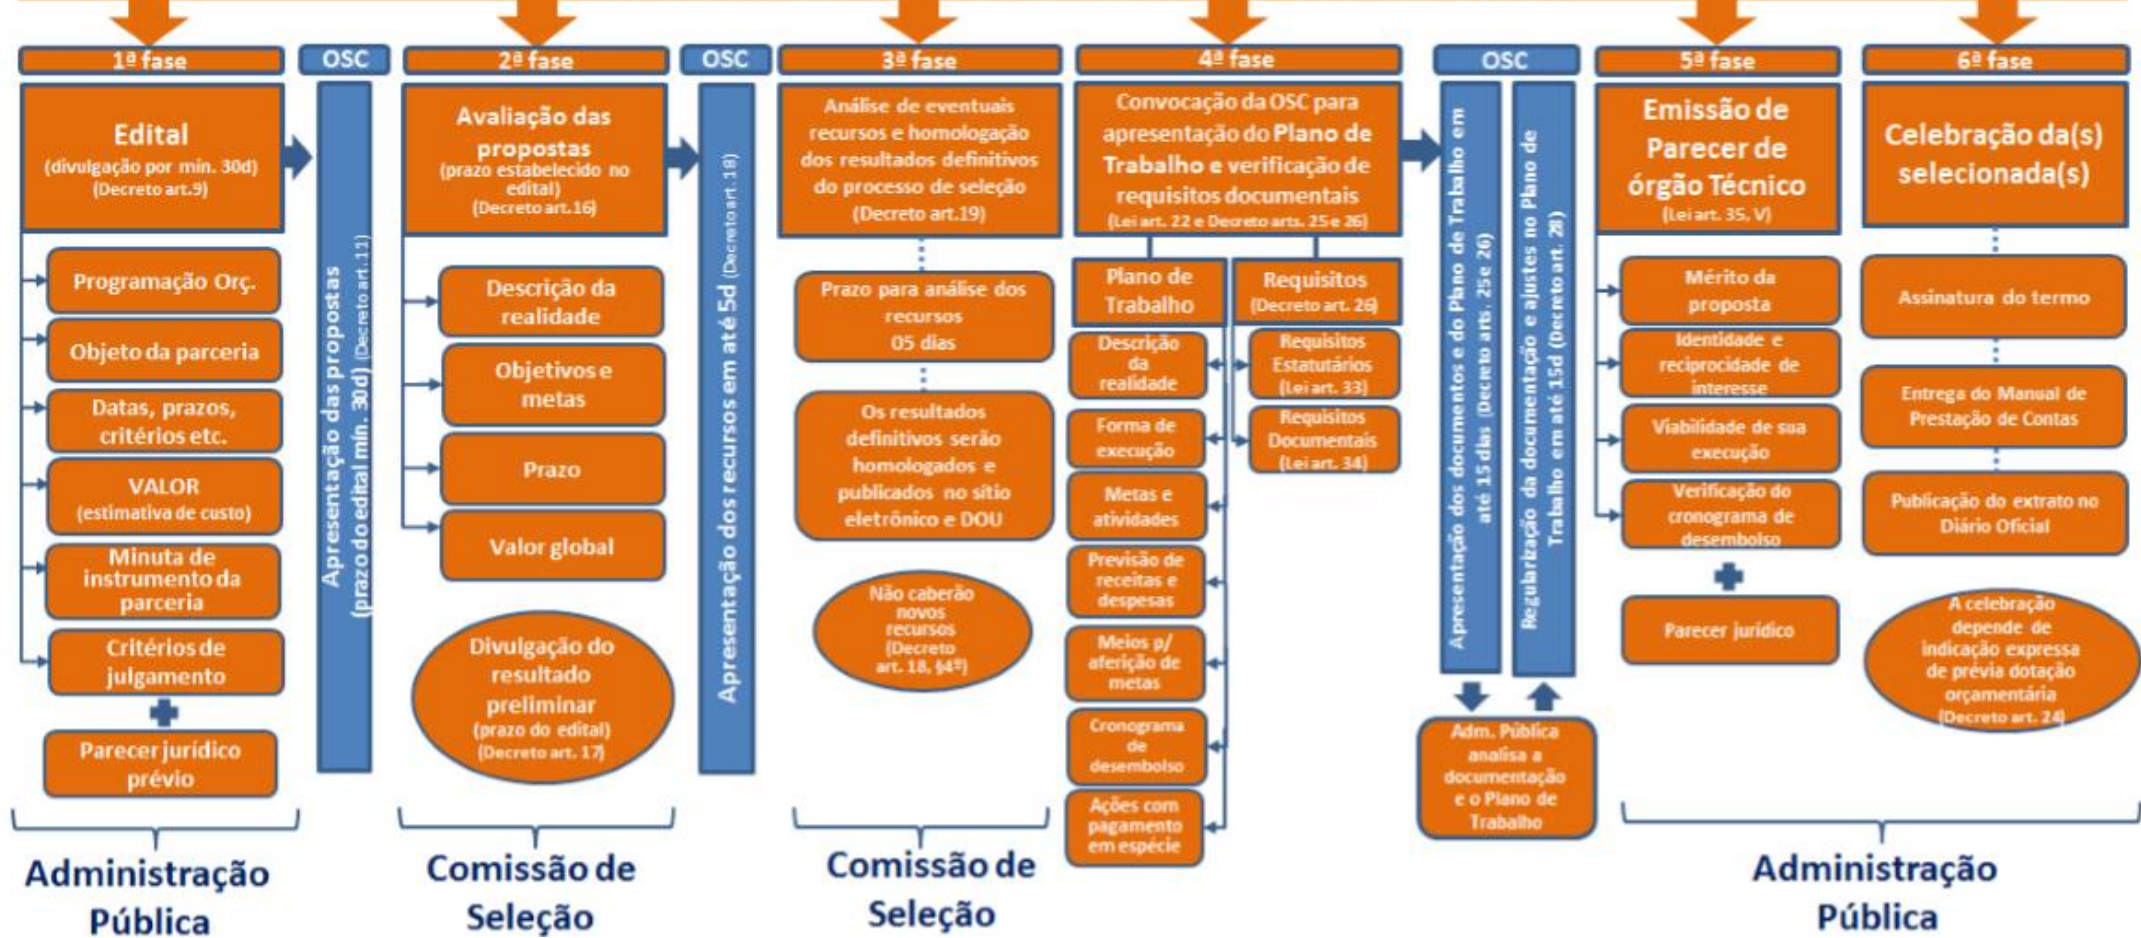 1ª fase
Edital
(divulgação por min. 30d)
(Decreto art.9)
Programação Orç.
Objeto da parceria
Datas, prazos,
critérios etc.
VALOR
(estimativa de custo)
Minuta de
instrumento da
parceria
Critérios de
julgamento
Parecer jurídico
prévio
Administração
Pública
OSC
Apresentação das propostas
(prazo do edital mín. 30d) (Decreto art.11)
2ª fase
Avaliação das
propostas
(prazo estabelecido no
edital)
(Decreto art.16)
Descrição da
realidade
Objetivos e
metas
Prazo
Valor global
Divulgação do
resultado
preliminar
(prazo do edital)
(Decreto art. 17)
Comissão de
Seleção
OSC
Apresentação dos recursos em até 5d (Decreto art.18)
3ª fase
Análise de eventuais
recursos e homologação
dos resultados definitivos
do processo de seleção
(Decreto art.19)
Prazo para análise dos
recursos
05 dias
Os resultados
definitivos serão
homologados e
publicados no sítio
eletrônico e DOU
Não caberão
novos
recursos
(Decreto
art. 18, §4º)
Comissão de
Seleção
4ª fase
Convocação da OSC para
apresentação do Plano de
Trabalho e verificação de
requisitos documentais
(Lei art. 22 e Decreto arts. 25 e 26)
Plano de
Trabalho
Descrição
da
realidade
Forma de
execução
Metas e
atividades
Previsão de
receitas e
despesas
Meios p/
aferição de
metas
Cronograma
de
desembolso
Ações com
pagamento
em espécie
Requisitos
(Decreto art. 26)
Requisitos
Estatutários
(Lei art. 33)
Requisitos
Documentais
(Lei art. 34)
OSC
Apresentação dos documentos e do Plano de Trabalho em
até 15 dias (Decreto arts. 25 e 26)
Regularização da documentação e ajustes no Plano de
Trabalho em até 15d (Decreto art. 28)
Adm. Pública
analisa a
documentação
e o Plano de
Trabalho
5ª fase
Emissão de
Parecer de
órgão Técnico
(Lei art. 35, V)
Mérito da
proposta
Identidade e
reciprocidade de
interesse
Viabilidade de sua
execução
Verificação do
cronograma de
desembolso
Parecer jurídico
6ª fase
Celebração da(s)
selecionada(s)
Assinatura do termo
Entrega do Manual de
Prestação de Contas
Publicação do extrato no
Diário Oficial
A celebração
depende de
indicação expressa
de prévia dotação
orçamentária
(Decreto art. 24)
Administração
Pública